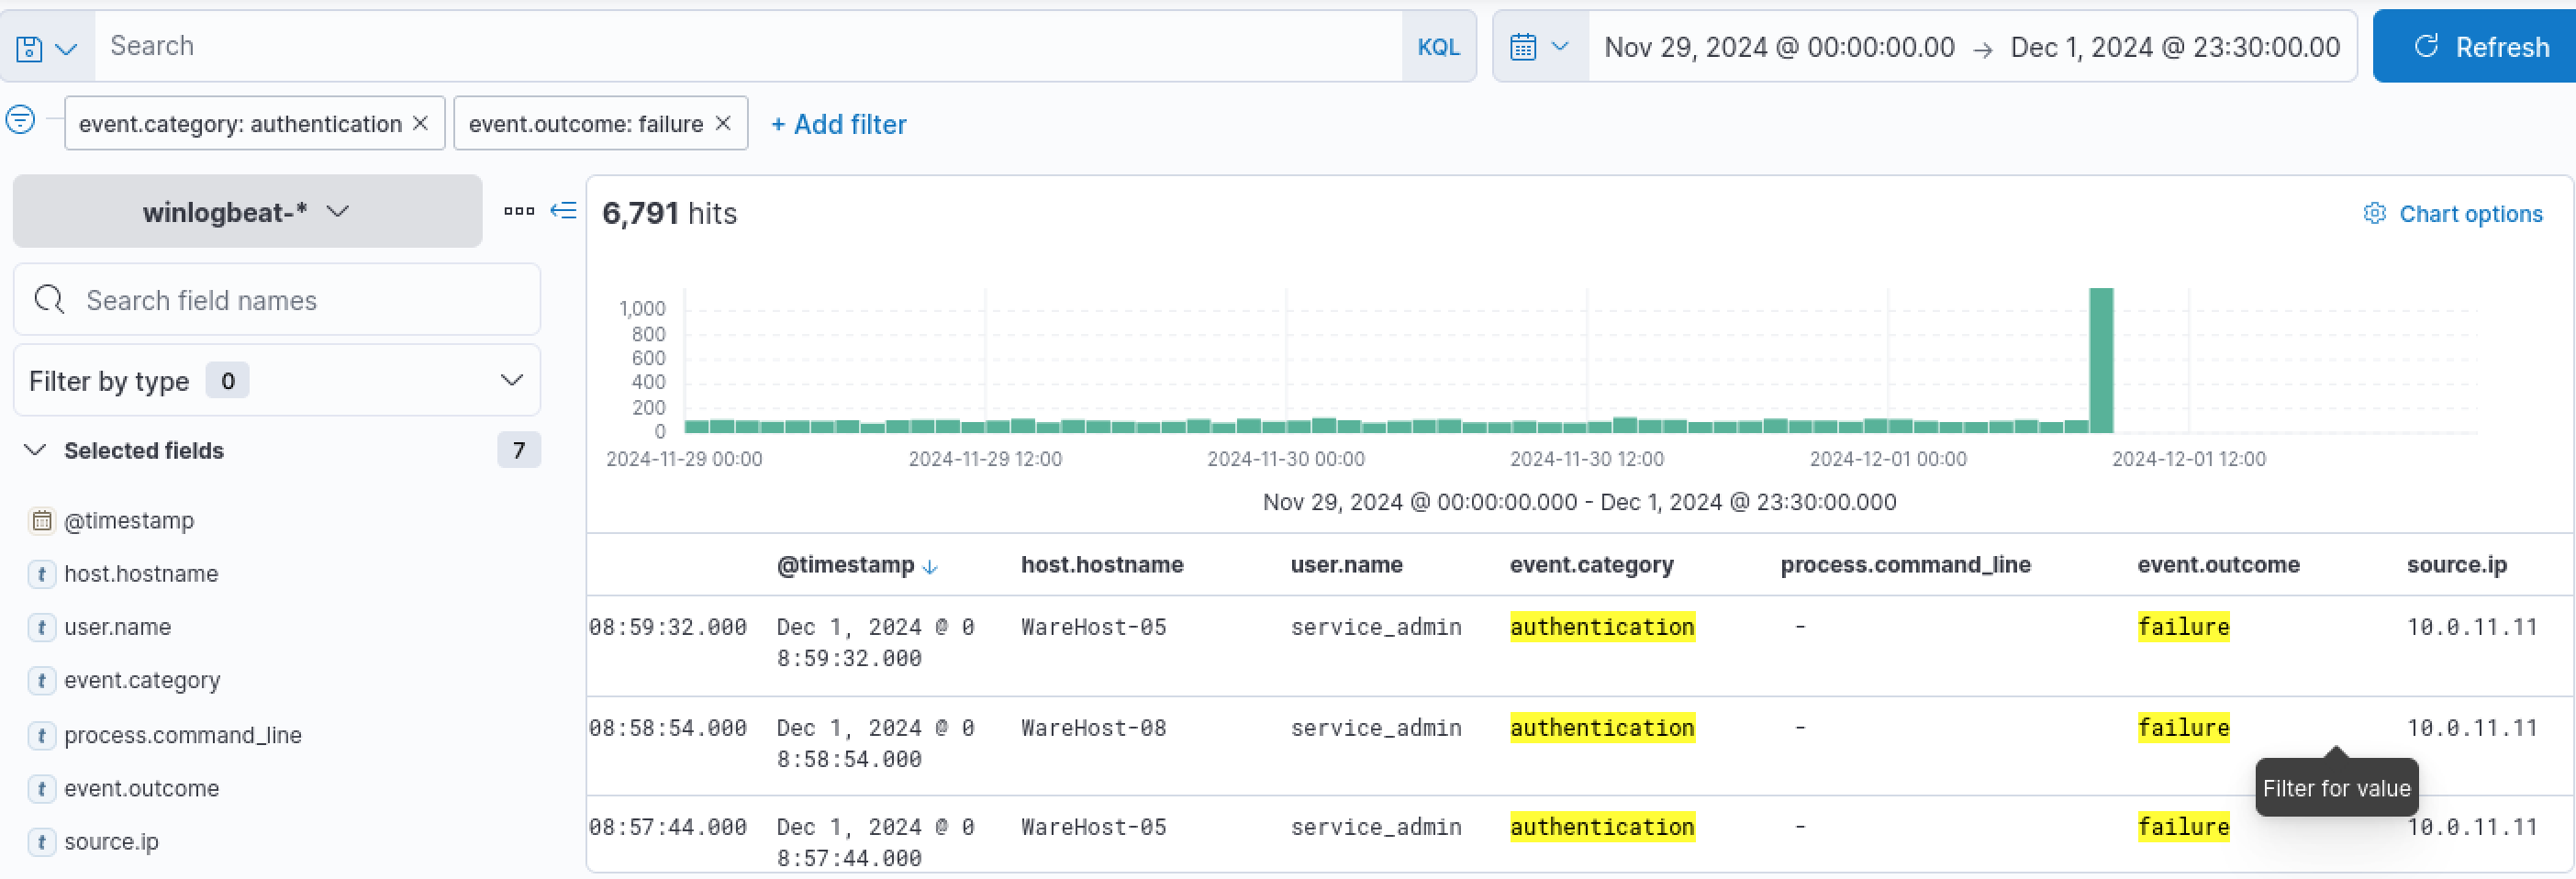 Search KQL Nov 29, 2024 @ 00:00:00.00 → Dec 1, 2024 @ 23:30:00.00 Refresh
event.category: authentication × event.outcome: failure × + Add filter
winlogbeat-*
6,791 hits Chart options
Search field names
Filter by type 0
Selected fields 7
@timestamp
host.hostname
user.name
event.category
process.command_line
event.outcome
source.ip
1,000
800
600
400
200
0
2024-11-29 00:00 2024-11-29 12:00 2024-11-30 00:00 2024-11-30 12:00 2024-12-01 00:00 2024-12-01 12:00
Nov 29, 2024 @ 00:00:00.000 - Dec 1, 2024 @ 23:30:00.000
@timestamp ↓ host.hostname user.name event.category process.command_line event.outcome source.ip
08:59:32.000 Dec 1, 2024 @ 0 WareHost-05 service_admin authentication - failure 10.0.11.11
8:59:32.000
08:58:54.000 Dec 1, 2024 @ 0 WareHost-08 service_admin authentication - failure 10.0.11.11
8:58:54.000
Filter for value
08:57:44.000 Dec 1, 2024 @ 0 WareHost-05 service_admin authentication - failure 10.0.11.11
8:57:44.000